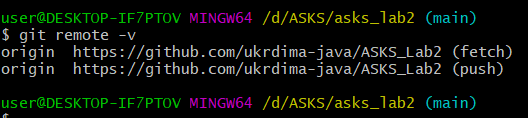 user@DESKTOP-IF7PTOV MINGW64 /d/ASKS/asks_lab2 (main)
$ git remote -v
origin  https://github.com/ukrdima-java/ASKS_Lab2 (fetch)
origin  https://github.com/ukrdima-java/ASKS_Lab2 (push)
user@DESKTOP-IF7PTOV MINGW64 /d/ASKS/asks_lab2 (main)
$